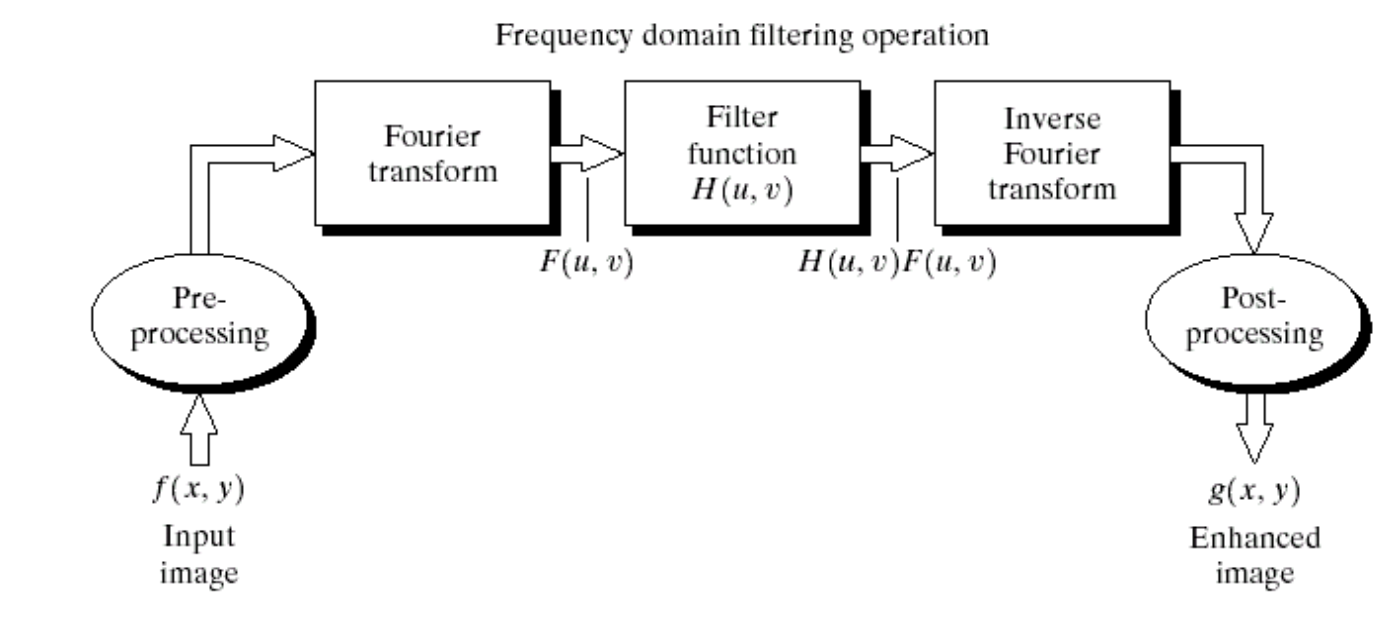 Frequency domain filtering operation
Fourier
transform
Filter
function
H(u, v)
Inverse
Fourier
transform
F(u, v)
H(u, v)F(u, v)
Pre-
processing
Post-
processing
f(x, y)
Input
image
g(x, y)
Enhanced
image